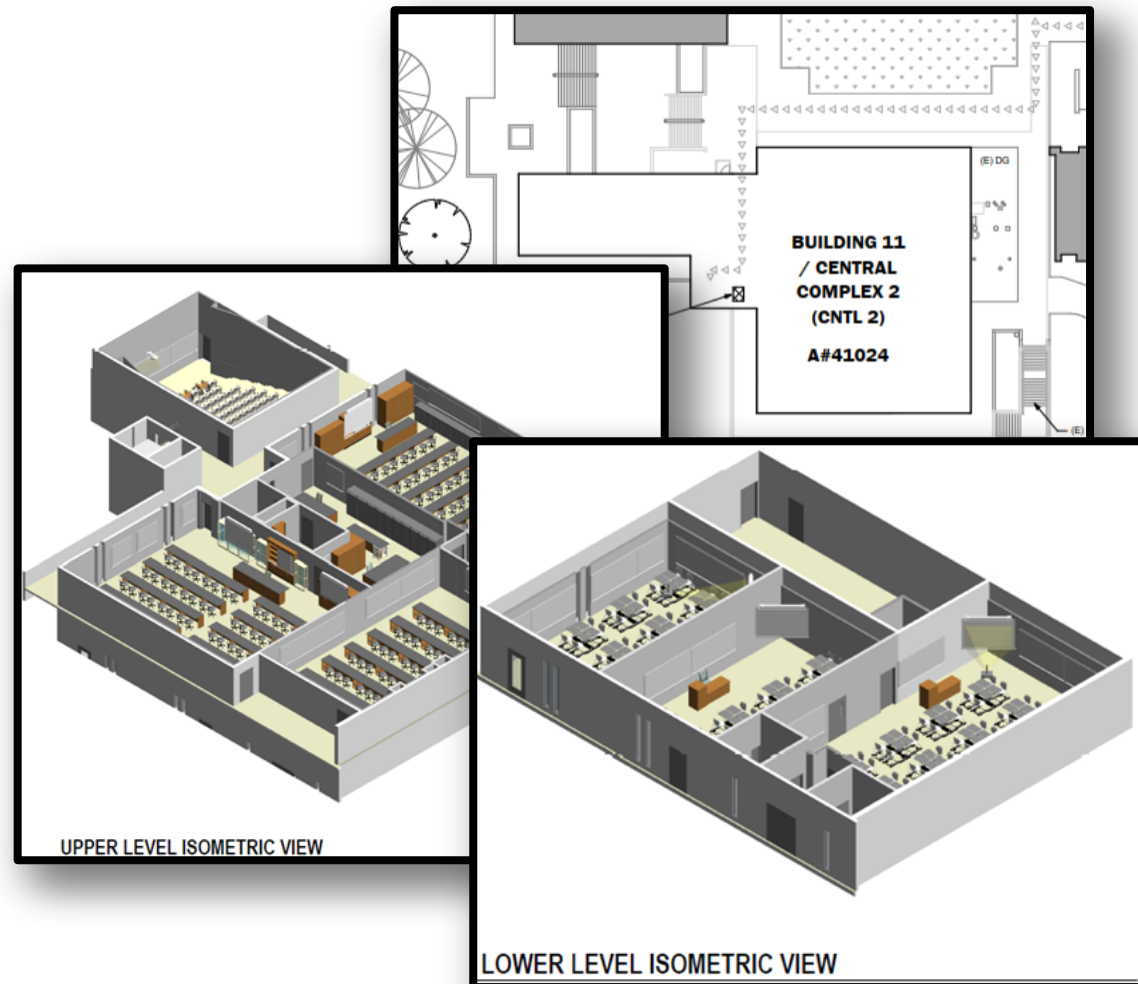 (E) DG
BUILDING 11
/ CENTRAL
COMPLEX 2
(CNTL 2)
A#41024
(E)
UPPER LEVEL ISOMETRIC VIEW
LOWER LEVEL ISOMETRIC VIEW